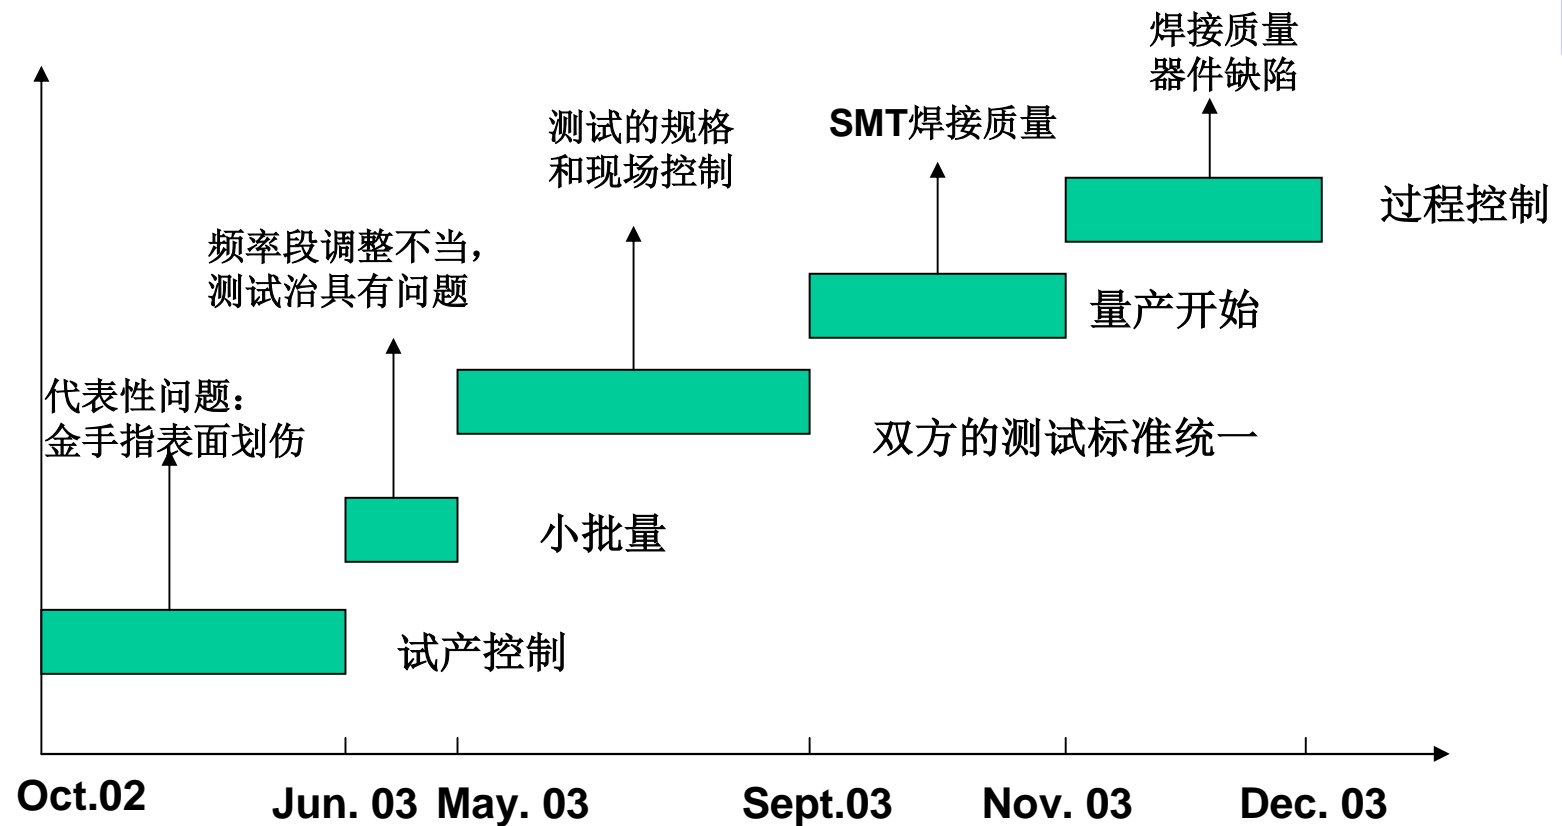 焊接质量
器件缺陷
测试的规格
和现场控制
SMT焊接质量
过程控制
频率段调整不当，
测试治具有问题
量产开始
代表性问题：
金手指表面划伤
双方的测试标准统一
小批量
试产控制
Oct.02
Jun. 03
May. 03
Sept.03
Nov. 03
Dec. 03